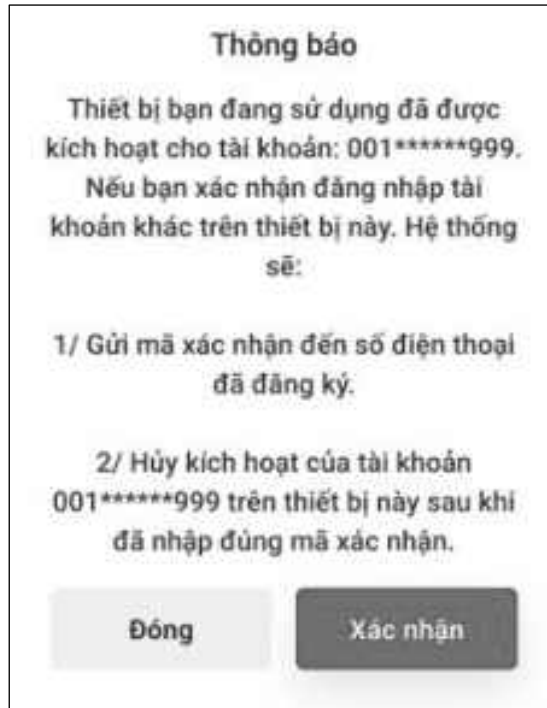 Thông báo
Thiết bị bạn đang sử dụng đã được
kích hoạt cho tài khoản: 001******999.
Nếu bạn xác nhận đăng nhập tài
khoản khác trên thiết bị này. Hệ thống
sẽ:
1/ Gửi mã xác nhận đến số điện thoại
đã đăng ký.
2/ Hủy kích hoạt của tài khoản
001******999 trên thiết bị này sau khi
đã nhập đúng mã xác nhận.
Đóng
Xác nhận